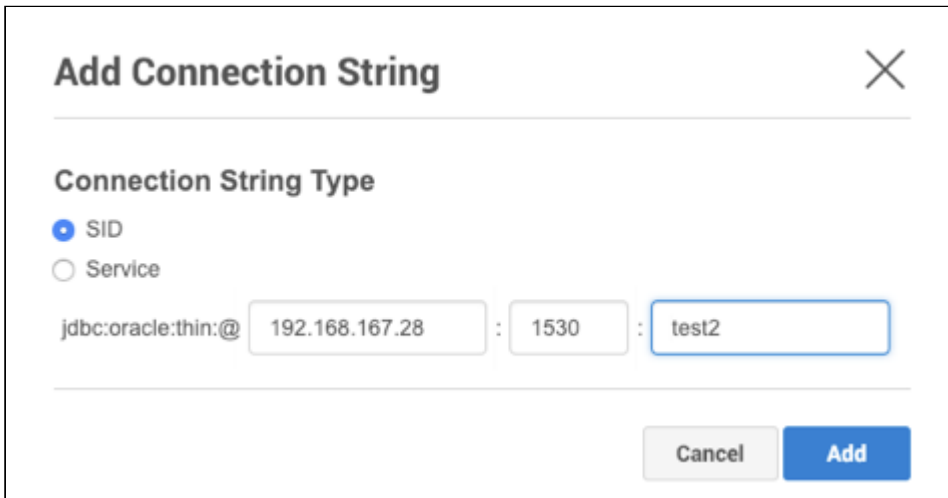 Add Connection String
Connection String Type
SID
Service
jdbc:oracle:thin:@ 192.168.167.28 : 1530 : test2
Cancel Add